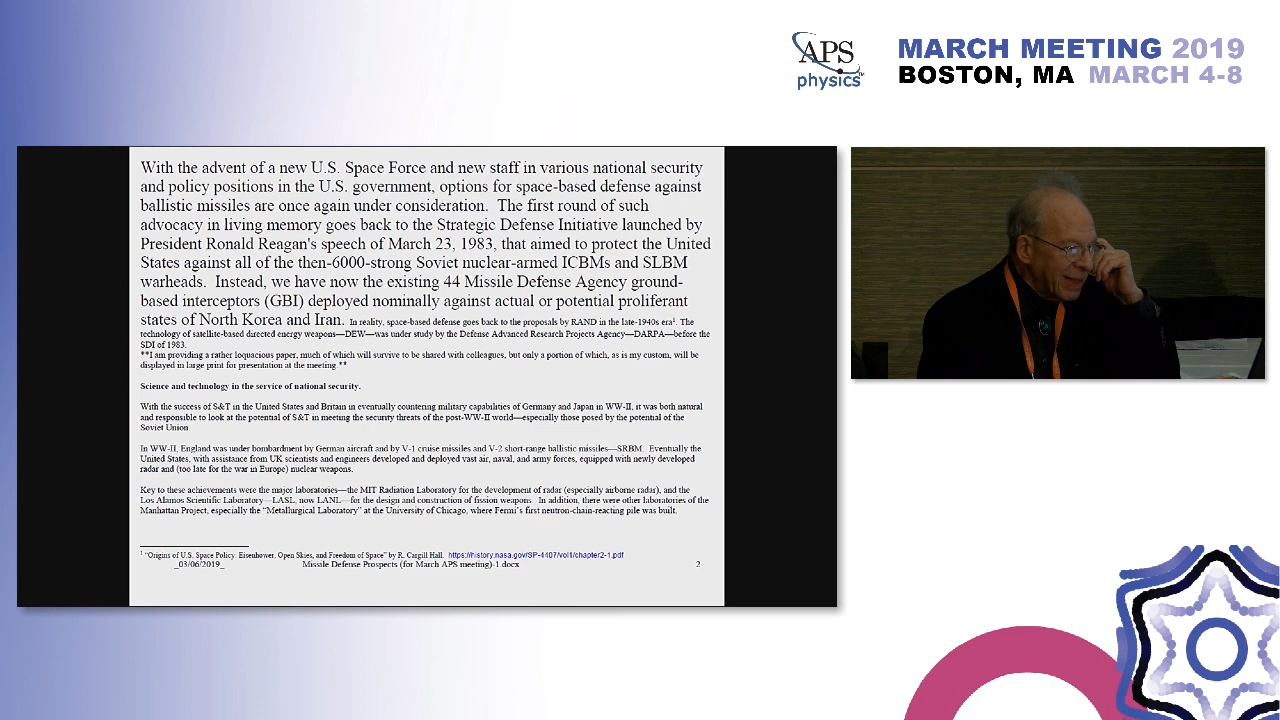 APS
physics™
MARCH MEETING 2019
BOSTON, MA MARCH 4-8
With the advent of a new U.S. Space Force and new staff in various national security
and policy positions in the U.S. government, options for space-based defense against
ballistic missiles are once again under consideration. The first round of such
advocacy in living memory goes back to the Strategic Defense Initiative launched by
President Ronald Reagan's speech of March 23, 1983, that aimed to protect the United
States against all of the then-6000-strong Soviet nuclear-armed ICBMs and SLBM
warheads. Instead, we have now the existing 44 Missile Defense Agency ground-
based interceptors (GBI) deployed nominally against actual or potential proliferant
states of North Korea and Iran. In reality, space-based defense goes back to the proposals by RAND in the late-1940s era¹. The
technology of satellite-based directed energy weapons—DEW—was under study by the Defense Advanced Research Projects Agency—DARPA—before the
SDI of 1983.
**I am providing a rather loquacious paper, much of which will survive to be shared with colleagues, but only a portion of which, as is my custom, will be
displayed in large print for presentation at the meeting.**
Science and technology in the service of national security.
With the success of S&T in the United States and Britain in eventually countering military capabilities of Germany and Japan in WW-II, it was both natural
and responsible to look at the potential of S&T in meeting the security threats of the post-WW-II world—especially those posed by the potential of the
Soviet Union.
In WW-II, England was under bombardment by German aircraft and by V-1 cruise missiles and V-2 short-range ballistic missiles—SRBM. Eventually the
United States, with assistance from UK scientists and engineers developed and deployed vast air, naval, and army forces, equipped with newly developed
radar and (too late for the war in Europe) nuclear weapons.
Key to these achievements were the major laboratories—the MIT Radiation Laboratory for the development of radar (especially airborne radar), and the
Los Alamos Scientific Laboratory—LASL, now LANL—for the design and construction of fission weapons. In addition, there were other laboratories of the
Manhattan Project, especially the “Metallurgical Laboratory” at the University of Chicago, where Fermi’s first neutron-chain-reacting pile was built.
¹ “Origins of U.S. Space Policy: Eisenhower, Open Skies, and Freedom of Space” by R. Cargill Hall. https://history.nasa.gov/SP-4407/vol1/chapter2-1.pdf
_03/06/2019_ Missile Defense Prospects (for March APS meeting)-1.docx 2